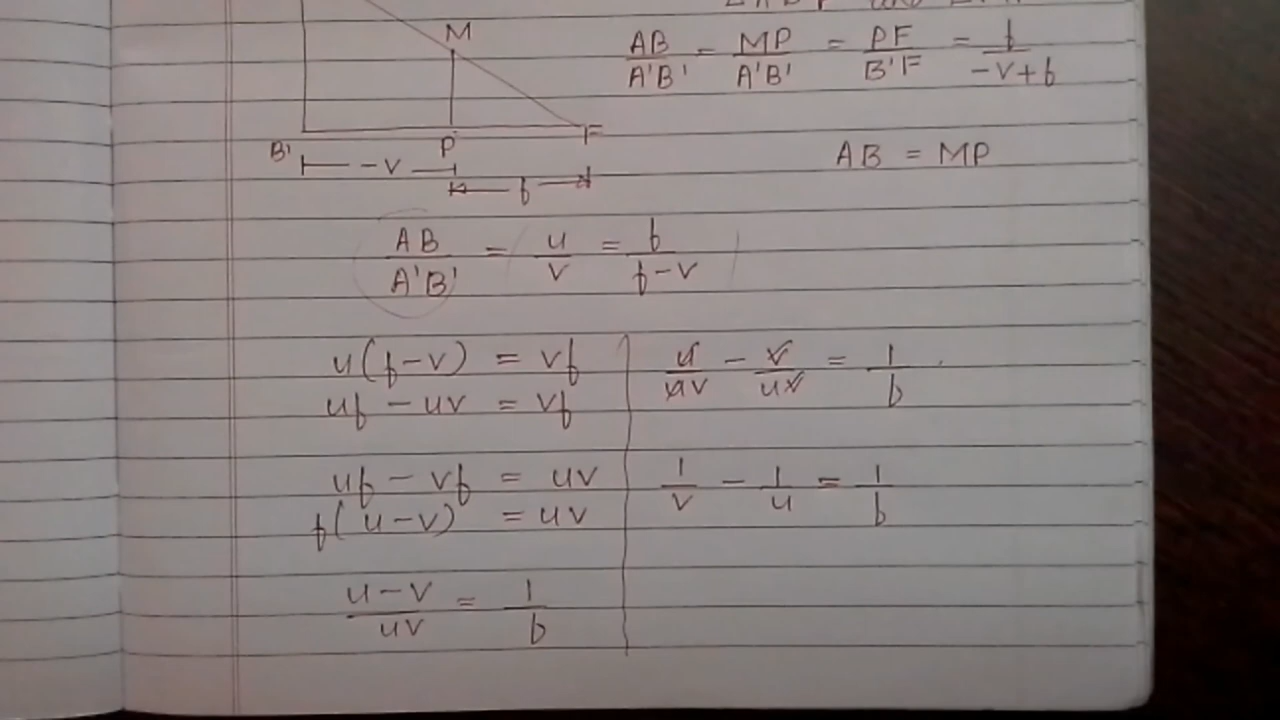 AB/A'B' = MP/A'B' = PF/B'F = f/-v+f
M
B' P F
-v
f
AB = MP
AB/A'B' = u/v = f/f-v
u(f-v) = vf
uf - uv = vf
uf - vf = uv
f(u-v) = uv
u-v/uv = 1/f
u/uv - v/uv = 1/f
1/v - 1/u = 1/f